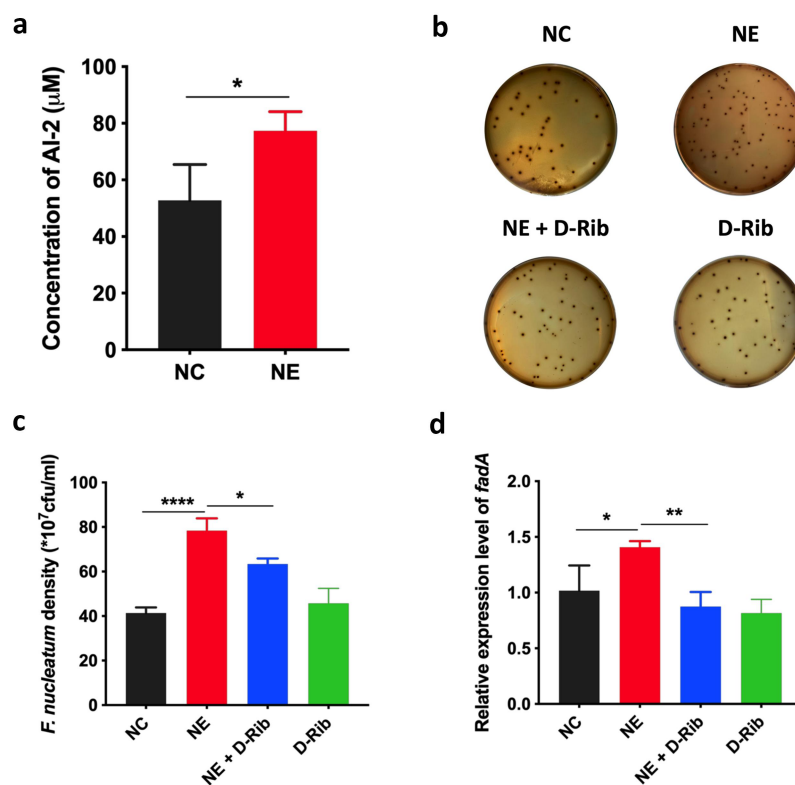 a
Concentration of AI-2 (μM)
100
80
60
40
20
0
*
NC
NE
b
NC
NE
NE + D-Rib
D-Rib
c
F. nucleatum density (*10⁷cfu/ml)
100
80
60
40
20
0
****
*
NC
NE
NE + D-Rib
D-Rib
d
Relative expression level of fadA
2.0
1.5
1.0
0.5
0.0
*
**
NC
NE
NE + D-Rib
D-Rib